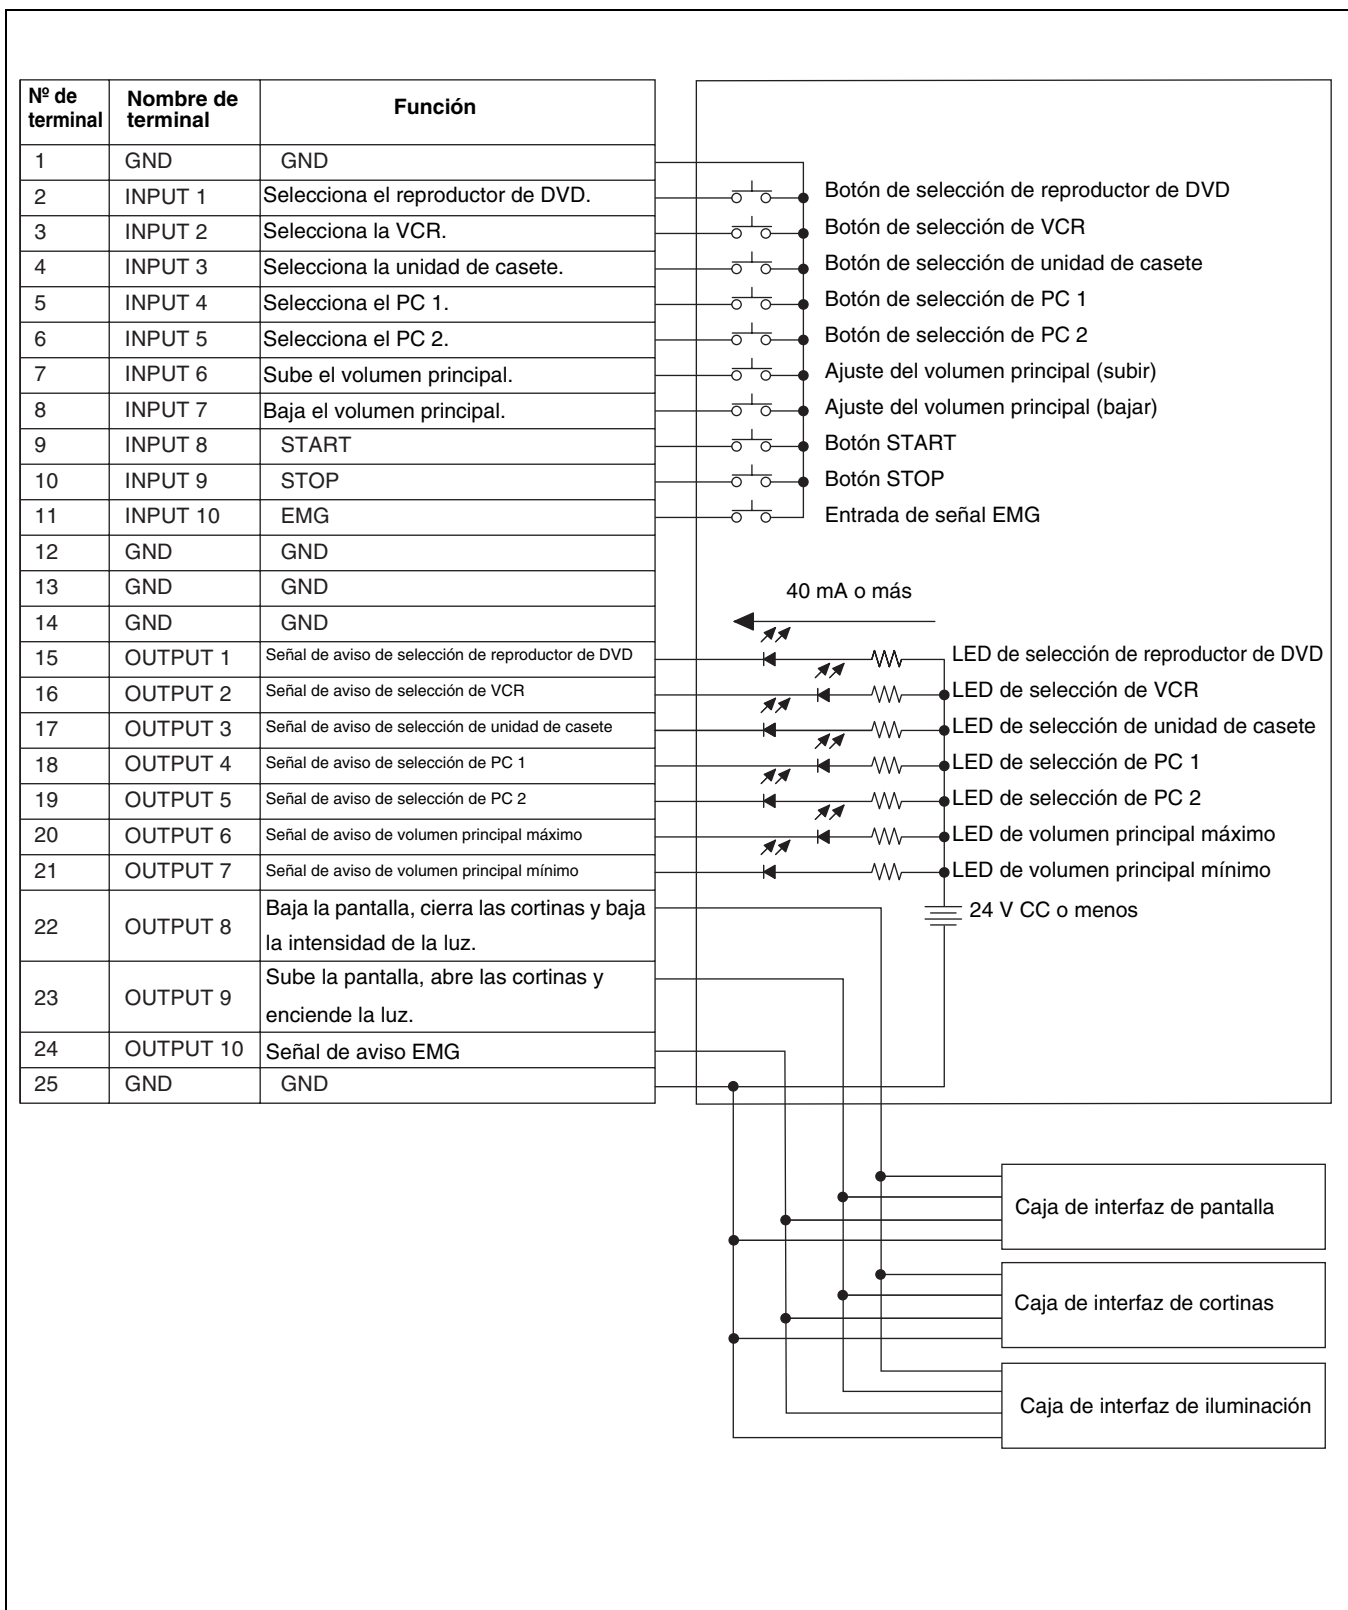 Nº de terminal Nombre de terminal Función
1 GND GND
2 INPUT 1 Selecciona el reproductor de DVD. Botón de selección de reproductor de DVD
3 INPUT 2 Selecciona la VCR. Botón de selección de VCR
4 INPUT 3 Selecciona la unidad de casete. Botón de selección de unidad de casete
5 INPUT 4 Selecciona el PC 1. Botón de selección de PC 1
6 INPUT 5 Selecciona el PC 2. Botón de selección de PC 2
7 INPUT 6 Sube el volumen principal. Ajuste del volumen principal (subir)
8 INPUT 7 Baja el volumen principal. Ajuste del volumen principal (bajar)
9 INPUT 8 START Botón START
10 INPUT 9 STOP Botón STOP
11 INPUT 10 EMG Entrada de señal EMG
12 GND GND
13 GND GND
40 mA o más
14 GND GND
15 OUTPUT 1 Señal de aviso de selección de reproductor de DVD LED de selección de reproductor de DVD
16 OUTPUT 2 Señal de aviso de selección de VCR LED de selección de VCR
17 OUTPUT 3 Señal de aviso de selección de unidad de casete LED de selección de unidad de casete
18 OUTPUT 4 Señal de aviso de selección de PC 1 LED de selección de PC 1
19 OUTPUT 5 Señal de aviso de selección de PC 2 LED de selección de PC 2
20 OUTPUT 6 Señal de aviso de volumen principal máximo LED de volumen principal máximo
21 OUTPUT 7 Señal de aviso de volumen principal mínimo LED de volumen principal mínimo
22 OUTPUT 8 Baja la pantalla, cierra las cortinas y baja
la intensidad de la luz.
24 V CC o menos
23 OUTPUT 9 Sube la pantalla, abre las cortinas y
enciende la luz.
24 OUTPUT 10 Señal de aviso EMG
25 GND GND
Caja de interfaz de pantalla
Caja de interfaz de cortinas
Caja de interfaz de iluminación